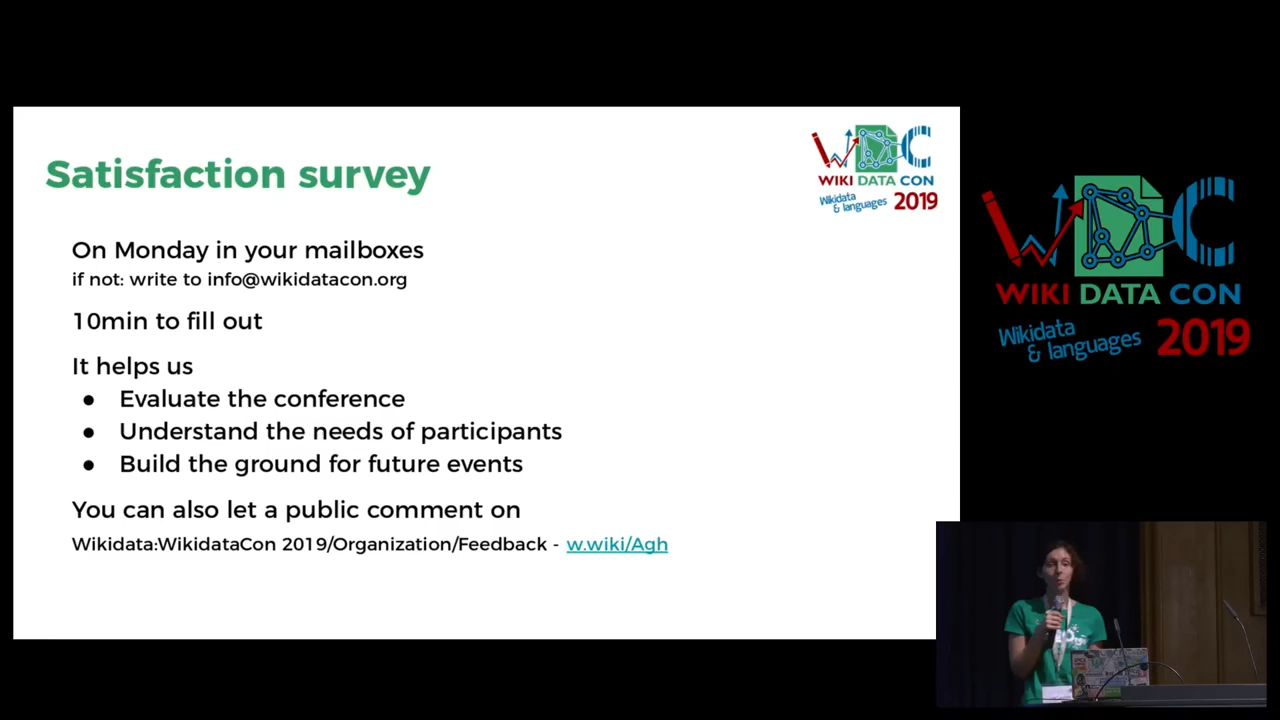 Satisfaction survey
WIKI DATA CON
Wikidata
& languages 2019
On Monday in your mailboxes
if not: write to info@wikidatacon.org
10min to fill out
It helps us
● Evaluate the conference
● Understand the needs of participants
● Build the ground for future events
You can also let a public comment on
Wikidata:WikidataCon 2019/Organization/Feedback - w.wiki/Agh
WDC
WIKI DATA CON
Wikidata
& languages 2019